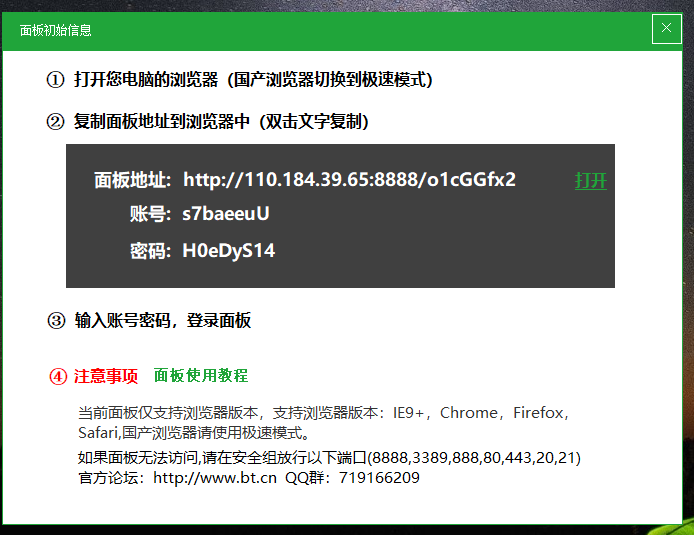 面板初始信息
① 打开您电脑的浏览器（国产浏览器切换到极速模式）
② 复制面板地址到浏览器中（双击文字复制）
面板地址: http://110.184.39.65:8888/o1cGGfx2 打开
账号: s7baeeuU
密码: H0eDyS14
③ 输入账号密码，登录面板
④ 注意事项 面板使用教程
当前面板仅支持浏览器版本，支持浏览器版本：IE9+，Chrome，Firefox，
Safari,国产浏览器请使用极速模式。
如果面板无法访问,请在安全组放行以下端口(8888,3389,888,80,443,20,21)
官方论坛：http://www.bt.cn QQ群：719166209